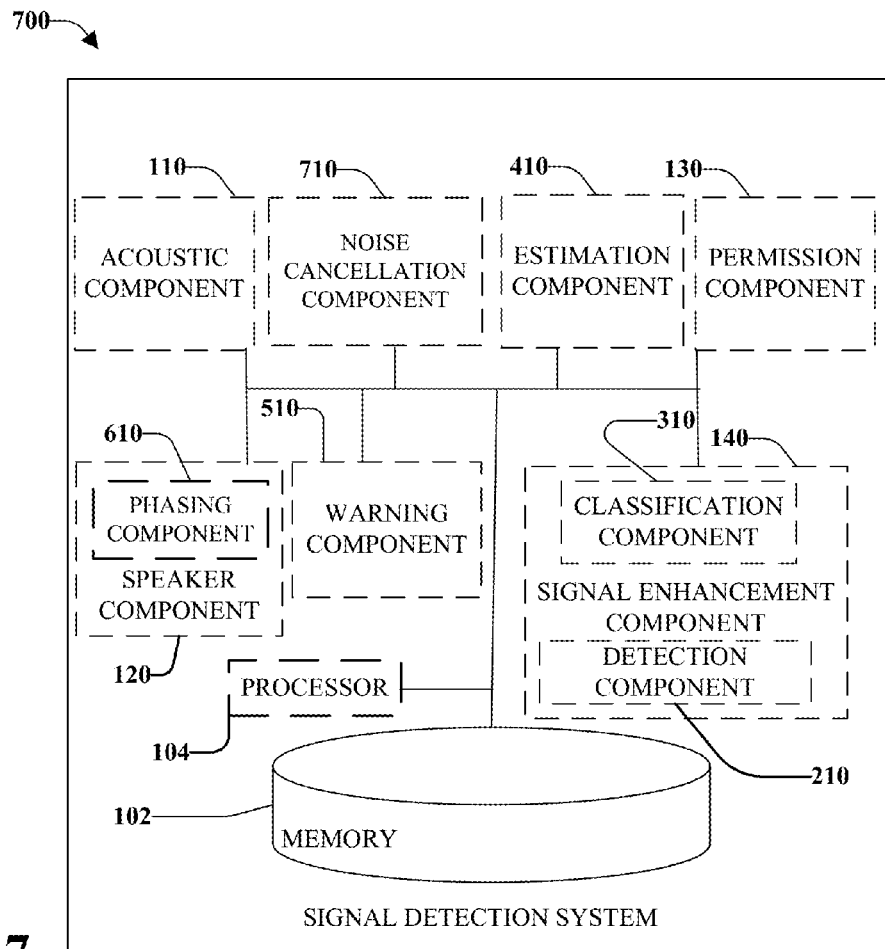 700
110
710
410
130
ACOUSTIC
COMPONENT
NOISE
CANCELLATION
COMPONENT
ESTIMATION
COMPONENT
PERMISSION
COMPONENT
510
310
140
610
PHASING
COMPONENT
SPEAKER
COMPONENT
WARNING
COMPONENT
CLASSIFICATION
COMPONENT
SIGNAL ENHANCEMENT
COMPONENT
DETECTION
COMPONENT
120
PROCESSOR
104
210
102
MEMORY
SIGNAL DETECTION SYSTEM
7